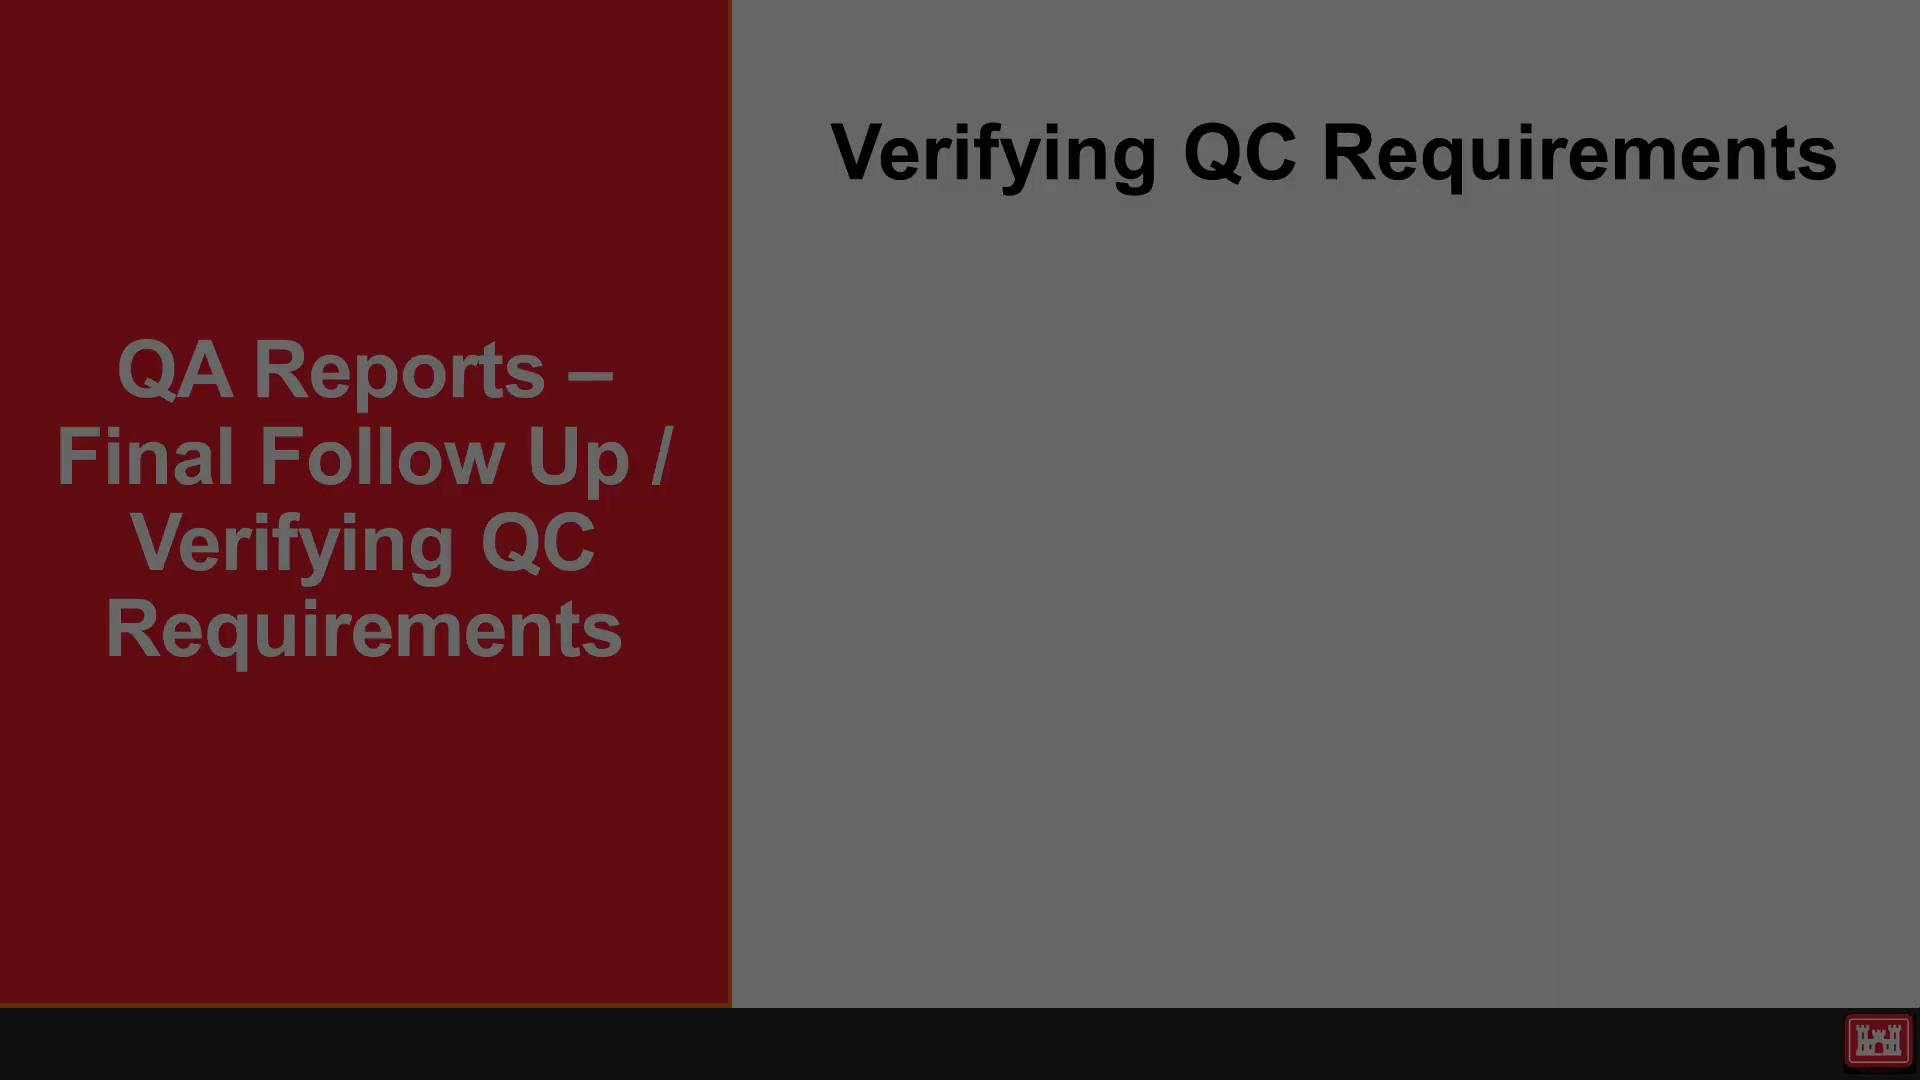 QA Reports –
Final Follow Up /
Verifying QC
Requirements
Verifying QC Requirements